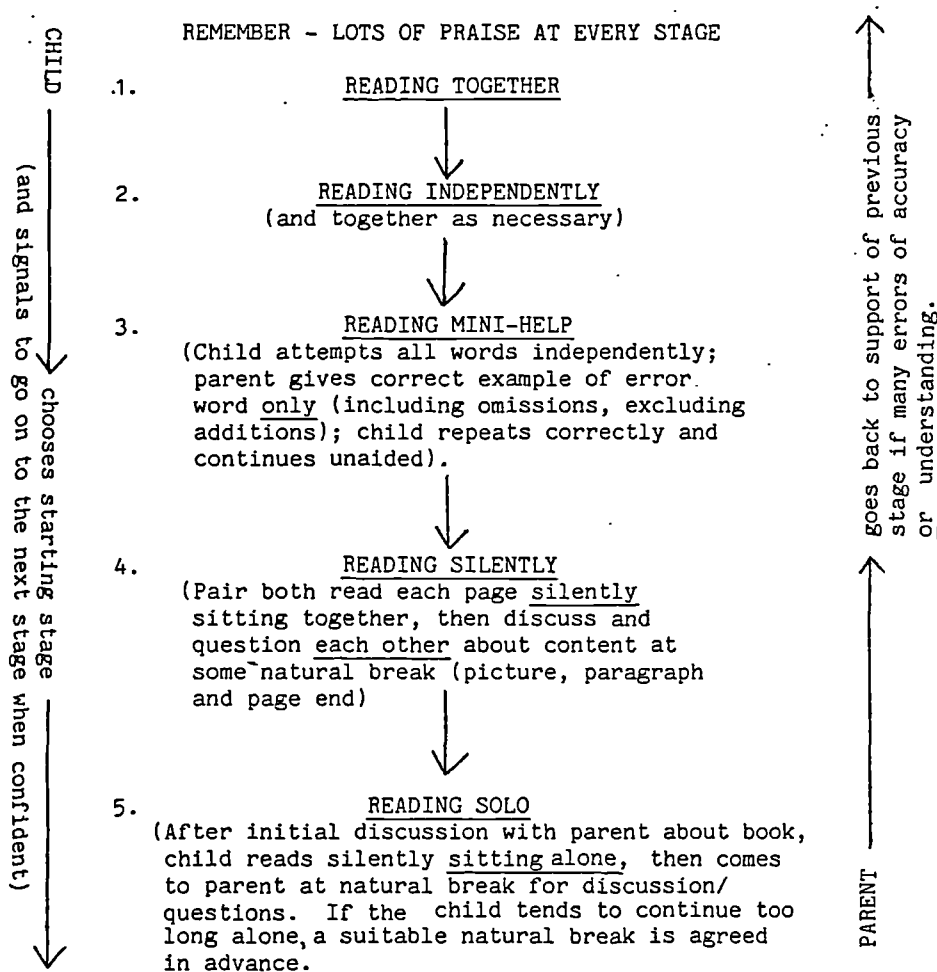 REMEMBER - LOTS OF PRAISE AT EVERY STAGE
1. READING TOGETHER
2. READING INDEPENDENTLY
(and together as necessary)
3. READING MINI-HELP
(Child attempts all words independently;
parent gives correct example of error
word only (including omissions, excluding
additions); child repeats correctly and
continues unaided).
4. READING SILENTLY
(Pair both read each page silently
sitting together, then discuss and
question each other about content at
some natural break (picture, paragraph
and page end)
5. READING SOLO
(After initial discussion with parent about book,
child reads silently sitting alone, then comes
to parent at natural break for discussion/
questions. If the child tends to continue too
long alone, a suitable natural break is agreed
in advance.
CHILD
chooses starting stage
(and signals to go on to the next stage when confident)
PARENT
goes back to support of previous
stage if many errors of accuracy
or understanding.